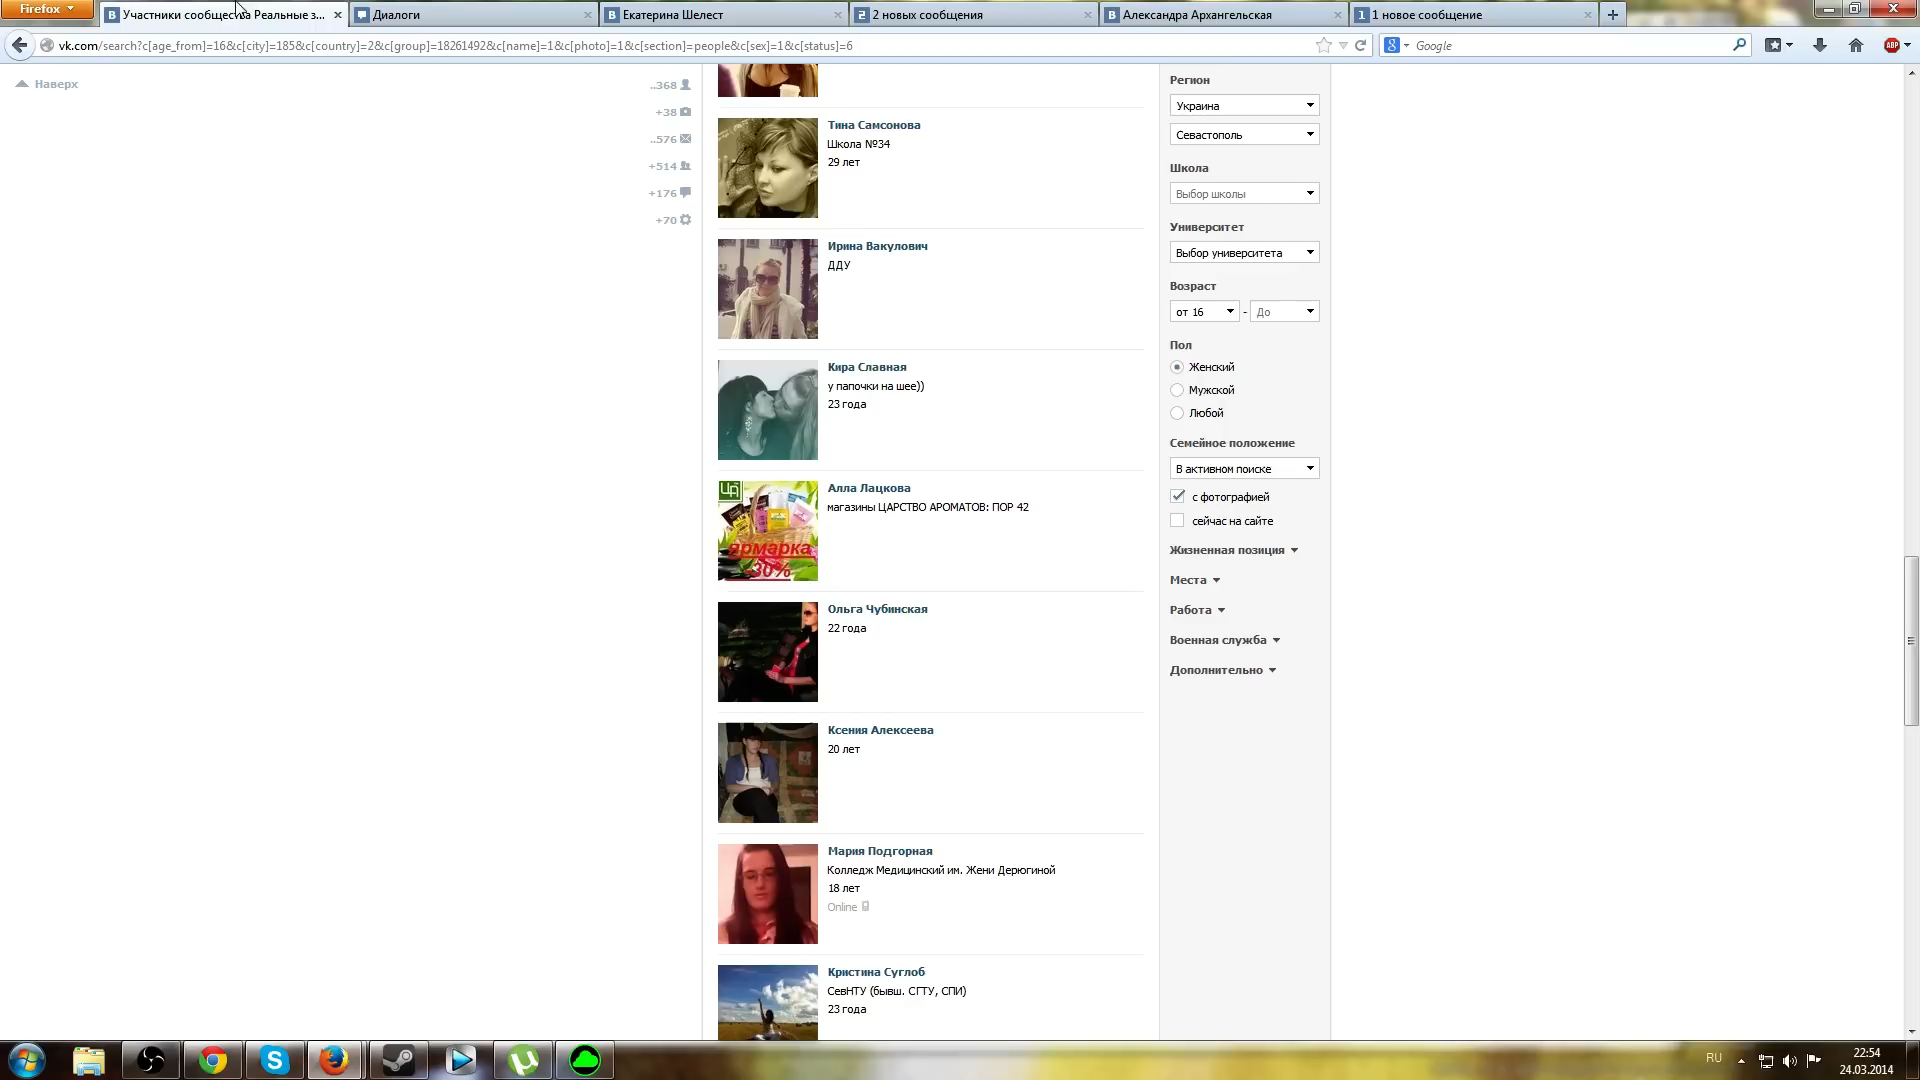 Firefox
Участники сообщества Реальные з...
Диалоги
Екатерина Шелест
2 новых сообщения
Александра Архангельская
1 новое сообщение
vk.com/search?c[age_from]=16&c[city]=185&c[country]=2&c[group]=18261492&c[name]=1&c[photo]=1&c[section]=people&c[sex]=1&c[status]=6
Google
ABP
Наверх
..368
+38
..576
+514
+176
+70
Тина Самсонова
Школа №34
29 лет
Ирина Вакулович
ДДУ
Кира Славная
у папочки на шее))
23 года
Алла Лацкова
магазины ЦАРСТВО АРОМАТОВ: ПОР 42
ЦА
ярмарка
-30%
Ольга Чубинская
22 года
Ксения Алексеева
20 лет
Мария Подгорная
Колледж Медицинский им. Жени Дерюгиной
18 лет
Online
Кристина Суглоб
СевНТУ (бывш. СГТУ, СПИ)
23 года
Регион
Украина
Севастополь
Школа
Выбор школы
Университет
Выбор университета
Возраст
от 16 - До
Пол
Женский
Мужской
Любой
Семейное положение
В активном поиске
с фотографией
сейчас на сайте
Жизненная позиция
Места
Работа
Военная служба
Дополнительно
RU
22:54
24.03.2014